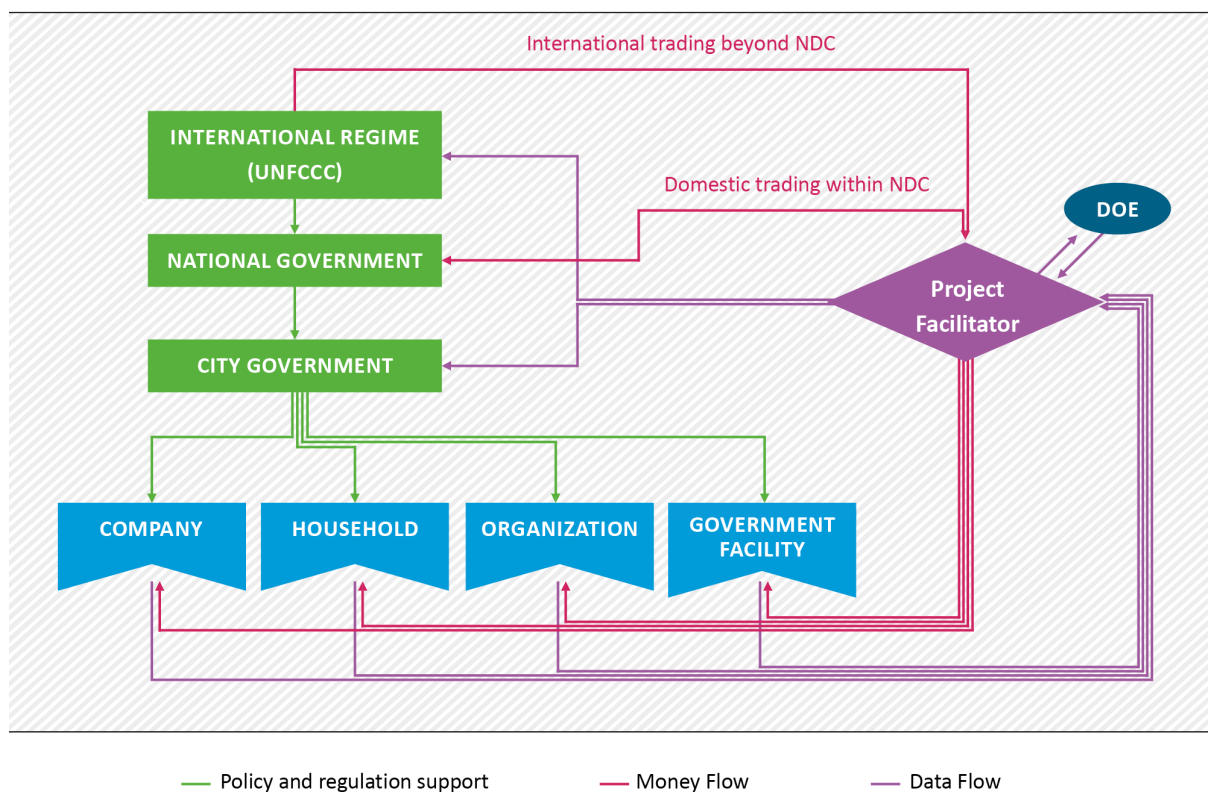 International trading beyond NDC
INTERNATIONAL REGIME
(UNFCCC)
Domestic trading within NDC
DOE
NATIONAL GOVERNMENT
Project
Facilitator
CITY GOVERNMENT
COMPANY
HOUSEHOLD
ORGANIZATION
GOVERNMENT
FACILITY
Policy and regulation support
Money Flow
Data Flow